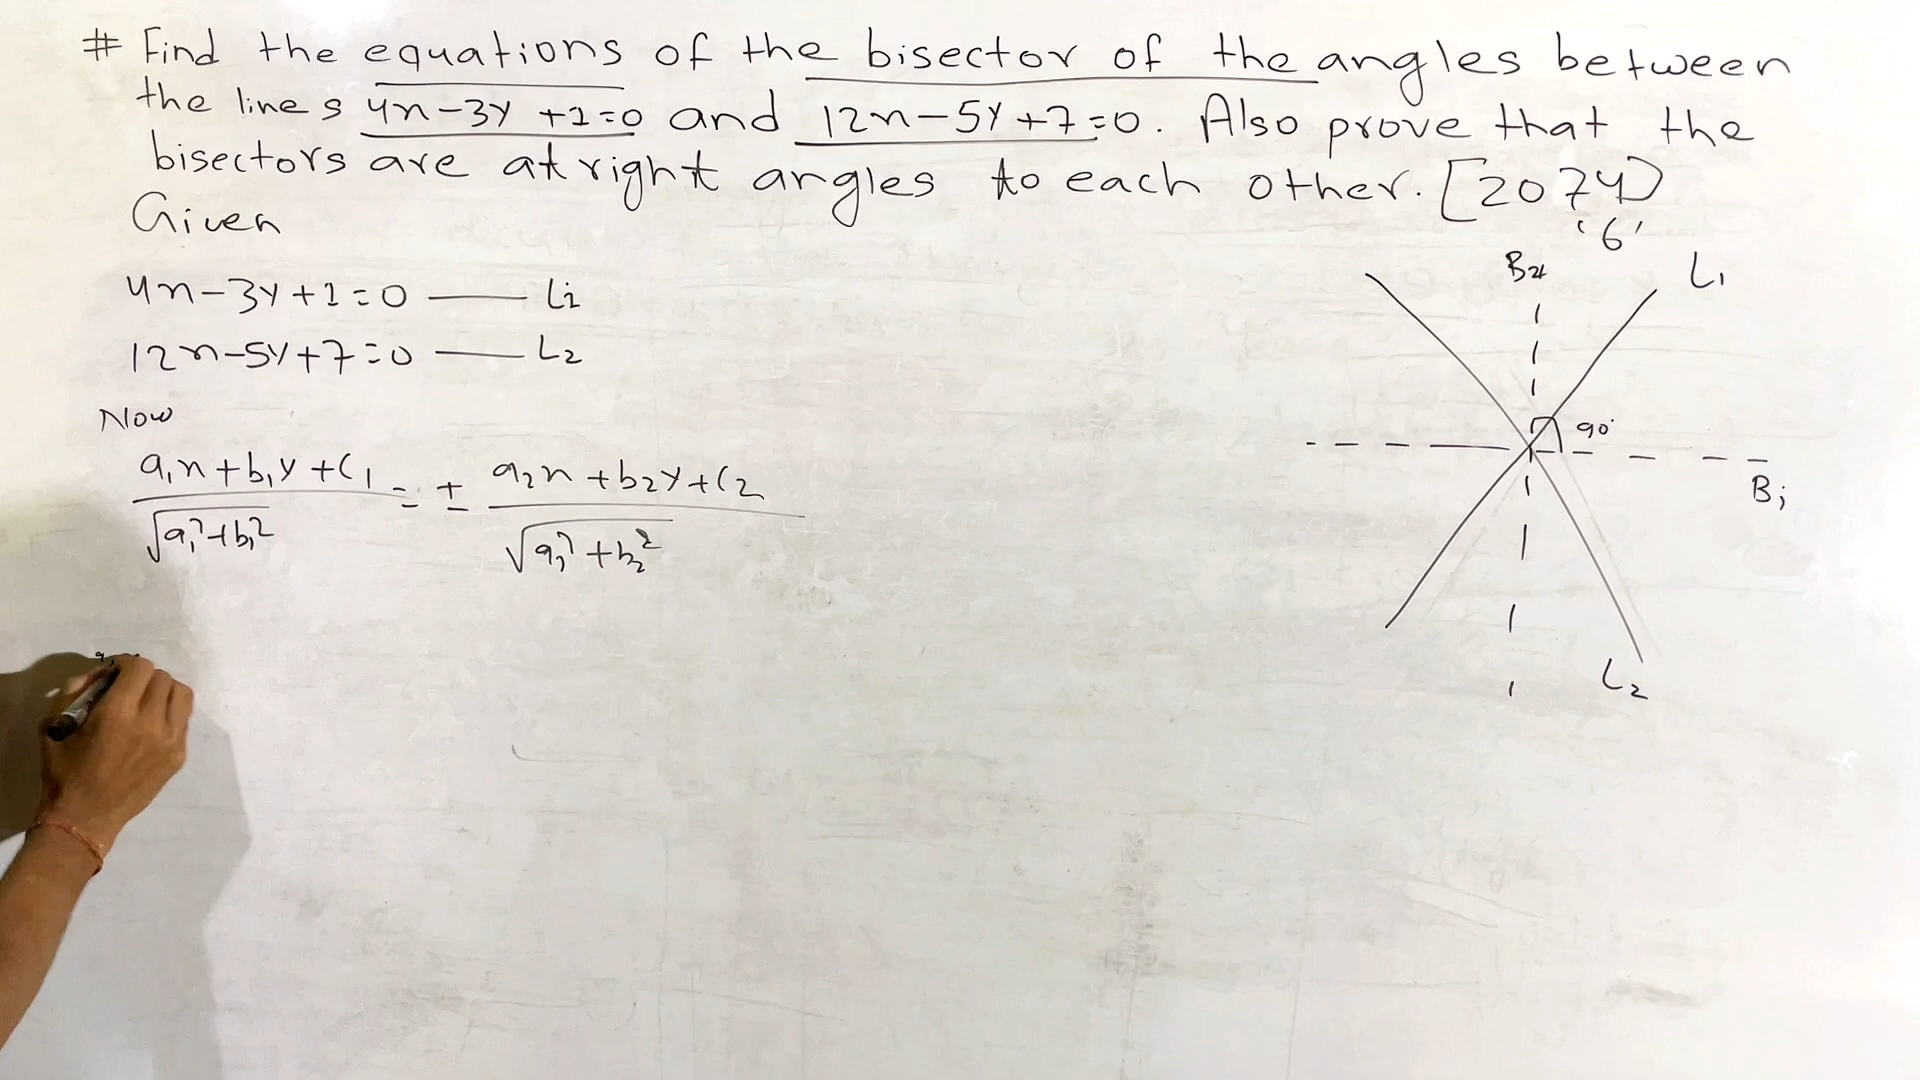 # Find the equations of the bisector of the angles between
the lines 4x-3y+1=0 and 12x-5y+7=0. Also prove that the
bisectors are at right angles to each other. [2074]
'6'
Given
4x-3y+1=0 —— L1
12x-5y+7=0 —— L2
Now
a₁x+b₁y+c₁ / √a₁²+b₁² = ± a₂x+b₂y+c₂ / √a₂²+b₂²
B2
L1
90°
B1
L2